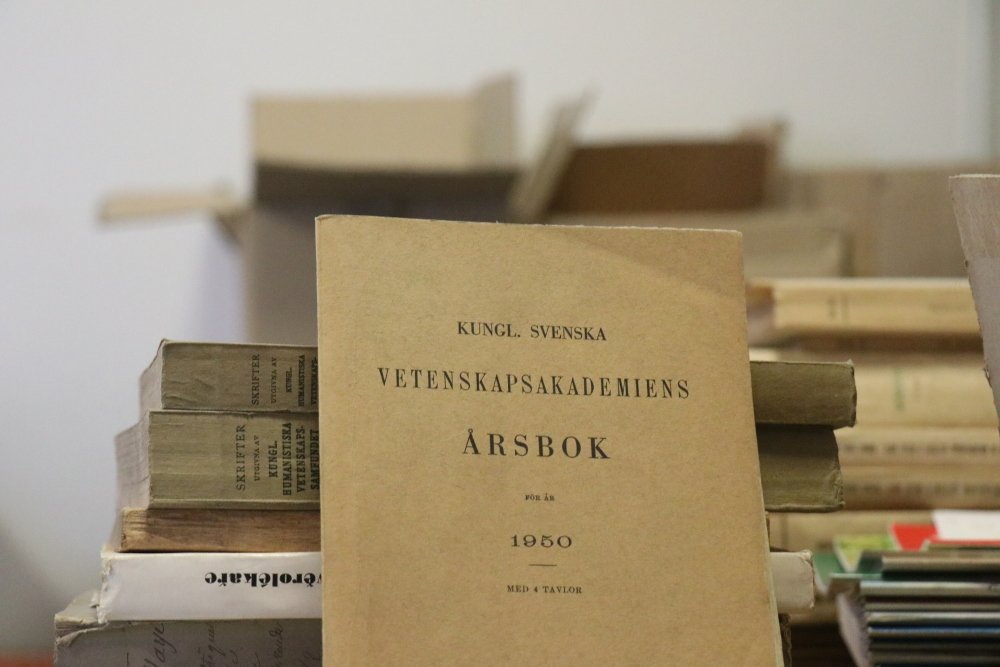 KUNGL. SVENSKA
VETENSKAPSAKADEMIENS
ÅRSBOK
FÖR ÅR
1950
MED 4 TAVLOR
SKRIFTER
UTGIVNA AV
KUNGL.
HUMANISTISKA
VETENSKAPS-
SKRIFTER
UTGIVNA AV
KUNGL.
HUMANISTISKA
VETENSKAPS-
SAMFUNDET